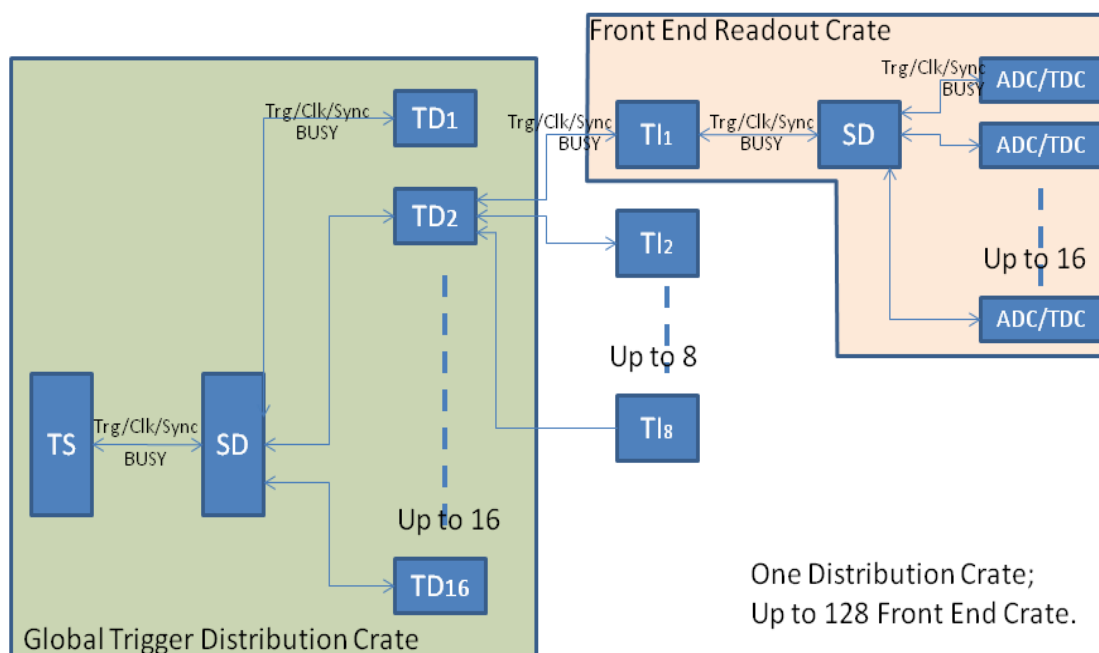 Front End Readout Crate
Trg/Clk/Sync
BUSY
ADC/TDC
Trg/Clk/Sync
BUSY
TD1
Trg/Clk/Sync
BUSY
TI1
Trg/Clk/Sync
BUSY
SD
ADC/TDC
TD2
TI2
Up to 16
ADC/TDC
Up to 8
TS
Trg/Clk/Sync
BUSY
SD
TI8
Up to 16
TD16
One Distribution Crate;
Up to 128 Front End Crate.
Global Trigger Distribution Crate